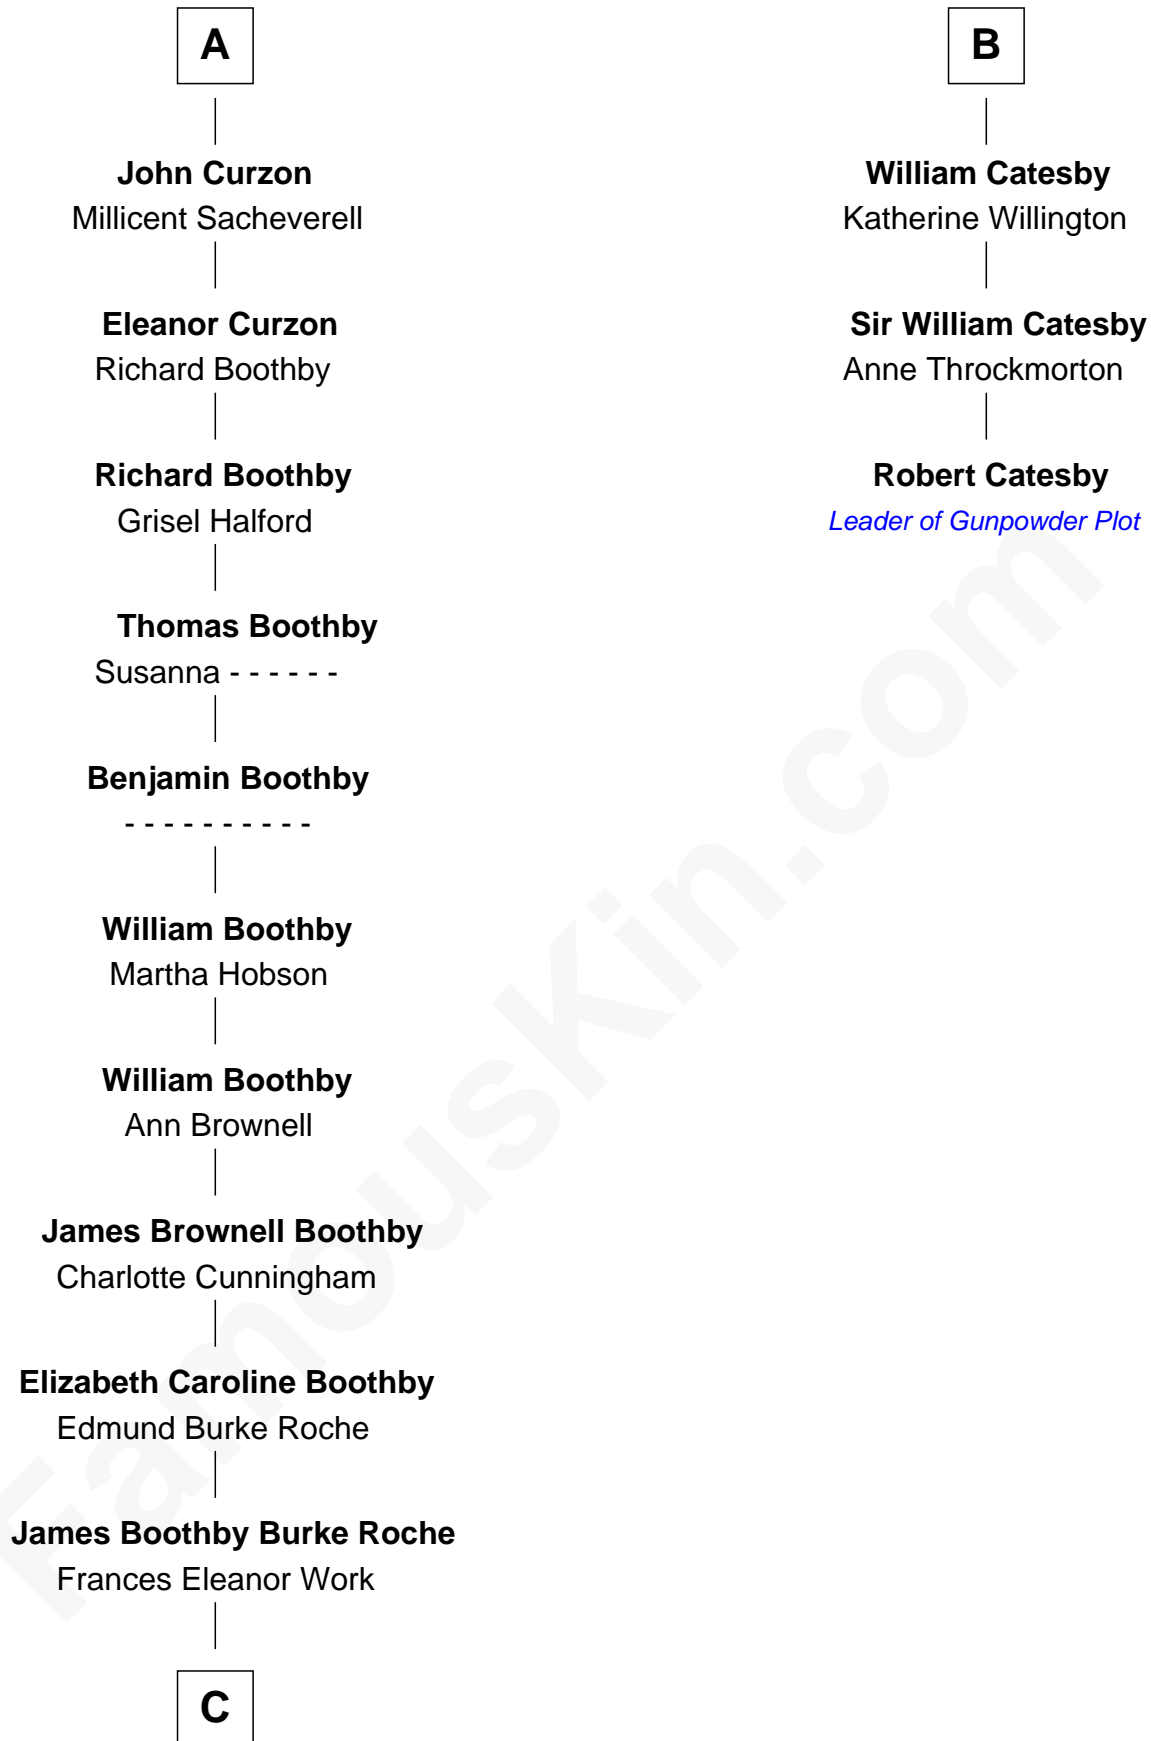 A
John Curzon
Millicent Sacheverell
Eleanor Curzon
Richard Boothby
Richard Boothby
Grisel Halford
Thomas Boothby
Susanna - - - - - -
Benjamin Boothby
- - - - - - - - - -
William Boothby
Martha Hobson
William Boothby
Ann Brownell
James Brownell Boothby
Charlotte Cunningham
Elizabeth Caroline Boothby
Edmund Burke Roche
James Boothby Burke Roche
Frances Eleanor Work
C
B
William Catesby
Katherine Willington
Sir William Catesby
Anne Throckmorton
Robert Catesby
Leader of Gunpowder Plot
FamousKin.com